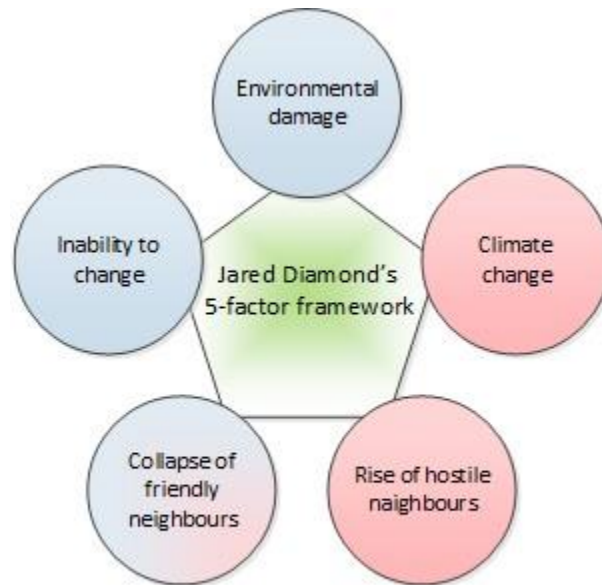 Environmental
damage
Inability to
change
Climate
change
Jared Diamond's
5-factor framework
Collapse of
friendly
neighbours
Rise of hostile
naighbours